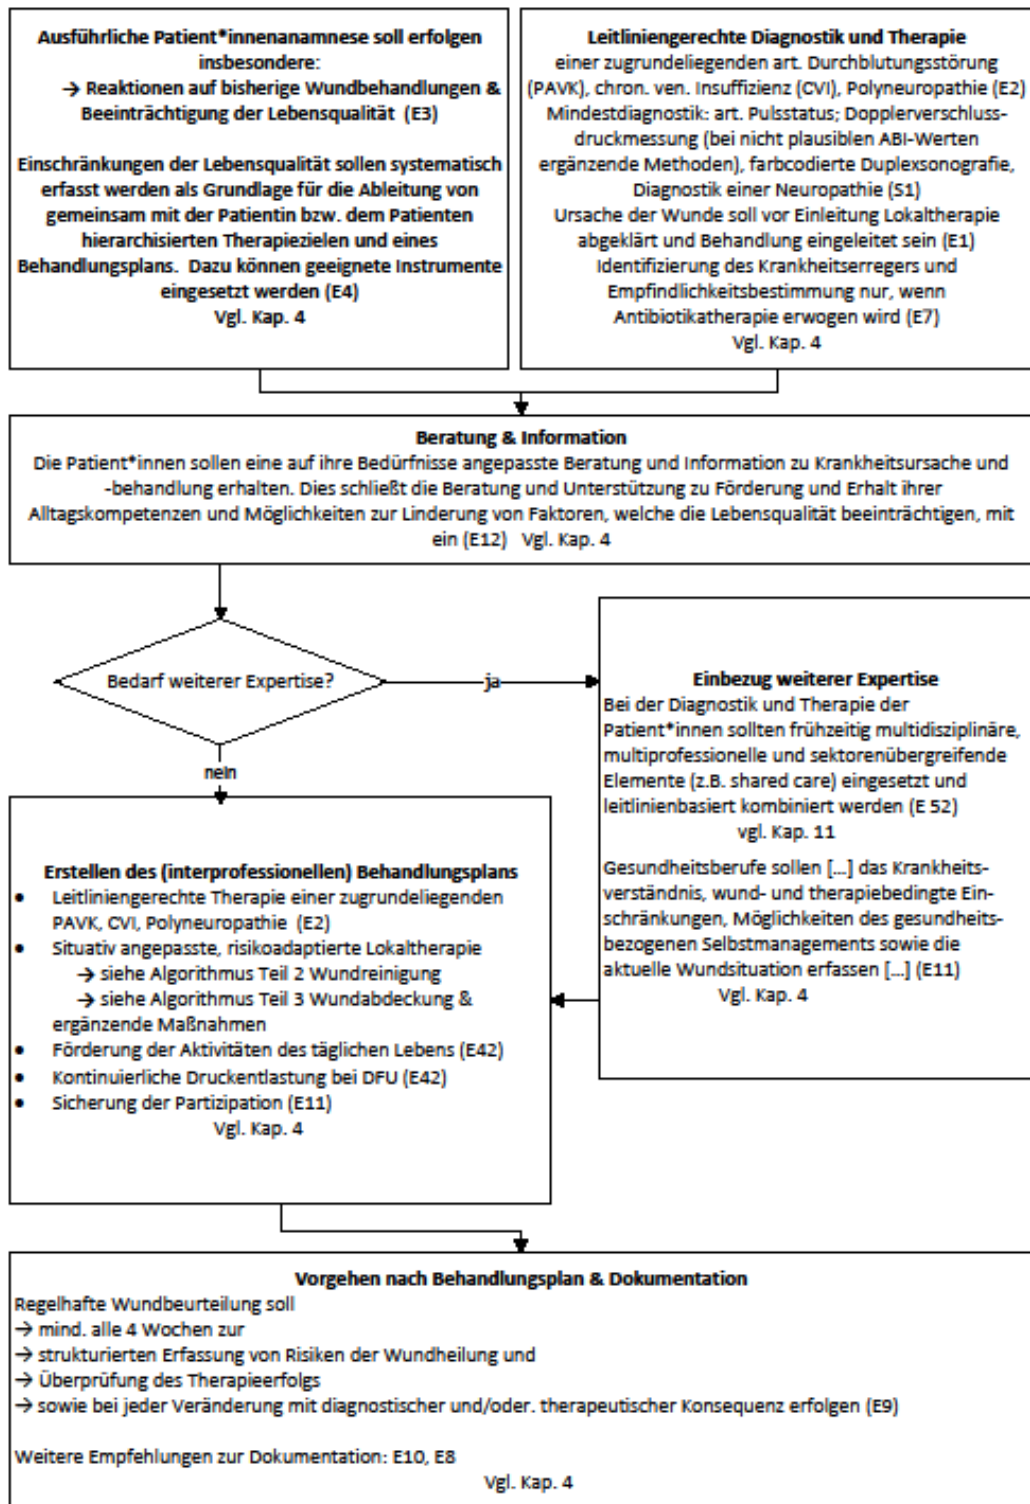 Ausführliche Patient*innenanamnese soll erfolgen
insbesondere:
→ Reaktionen auf bisherige Wundbehandlungen &
Beeinträchtigung der Lebensqualität (E3)
Einschränkungen der Lebensqualität sollen systematisch
erfasst werden als Grundlage für die Ableitung von
gemeinsam mit der Patientin bzw. dem Patienten
hierarchisierten Therapiezielen und eines
Behandlungsplans. Dazu können geeignete Instrumente
eingesetzt werden (E4)
Vgl. Kap. 4
Leitliniengerechte Diagnostik und Therapie
einer zugrundeliegenden art. Durchblutungsstörung
(PAVK), chron. ven. Insuffizienz (CVI), Polyneuropathie (E2)
Mindestdiagnostik: art. Pulsstatus; Dopplerverschluss-
druckmessung (bei nicht plausiblen ABI-Werten
ergänzende Methoden), farbcodierte Duplexsonografie,
Diagnostik einer Neuropathie (S1)
Ursache der Wunde soll vor Einleitung Lokaltherapie
abgeklärt und Behandlung eingeleitet sein (E1)
Identifizierung des Krankheitserregers und
Empfindlichkeitsbestimmung nur, wenn
Antibiotikatherapie erwogen wird (E7)
Vgl. Kap. 4
Beratung & Information
Die Patient*innen sollen eine auf ihre Bedürfnisse angepasste Beratung und Information zu Krankheitsursache und
-behandlung erhalten. Dies schließt die Beratung und Unterstützung zu Förderung und Erhalt ihrer
Alltagskompetenzen und Möglichkeiten zur Linderung von Faktoren, welche die Lebensqualität beeinträchtigen, mit
ein (E12) Vgl. Kap. 4
Bedarf weiterer Expertise?
ja
nein
Einbezug weiterer Expertise
Bei der Diagnostik und Therapie der
Patient*innen sollten frühzeitig multidisziplinäre,
multiprofessionelle und sektorenübergreifende
Elemente (z.B. shared care) eingesetzt und
leitlinienbasiert kombiniert werden (E 52)
vgl. Kap. 11
Gesundheitsberufe sollen [...] das Krankheits-
verständnis, wund- und therapiebedingte Ein-
schränkungen, Möglichkeiten des gesundheits-
bezogenen Selbstmanagements sowie die
aktuelle Wundsituation erfassen [...] (E11)
Vgl. Kap. 4
Erstellen des (interprofessionellen) Behandlungsplans
• Leitliniengerechte Therapie einer zugrundeliegenden
PAVK, CVI, Polyneuropathie (E2)
• Situativ angepasste, risikoadaptierte Lokaltherapie
→ siehe Algorithmus Teil 2 Wundreinigung
→ siehe Algorithmus Teil 3 Wundabdeckung &
ergänzende Maßnahmen
• Förderung der Aktivitäten des täglichen Lebens (E42)
• Kontinuierliche Druckentlastung bei DFU (E42)
• Sicherung der Partizipation (E11)
Vgl. Kap. 4
Vorgehen nach Behandlungsplan & Dokumentation
Regelhafte Wundbeurteilung soll
→ mind. alle 4 Wochen zur
→ strukturierten Erfassung von Risiken der Wundheilung und
→ Überprüfung des Therapieerfolgs
→ sowie bei jeder Veränderung mit diagnostischer und/oder. therapeutischer Konsequenz erfolgen (E9)
Weitere Empfehlungen zur Dokumentation: E10, E8
Vgl. Kap. 4